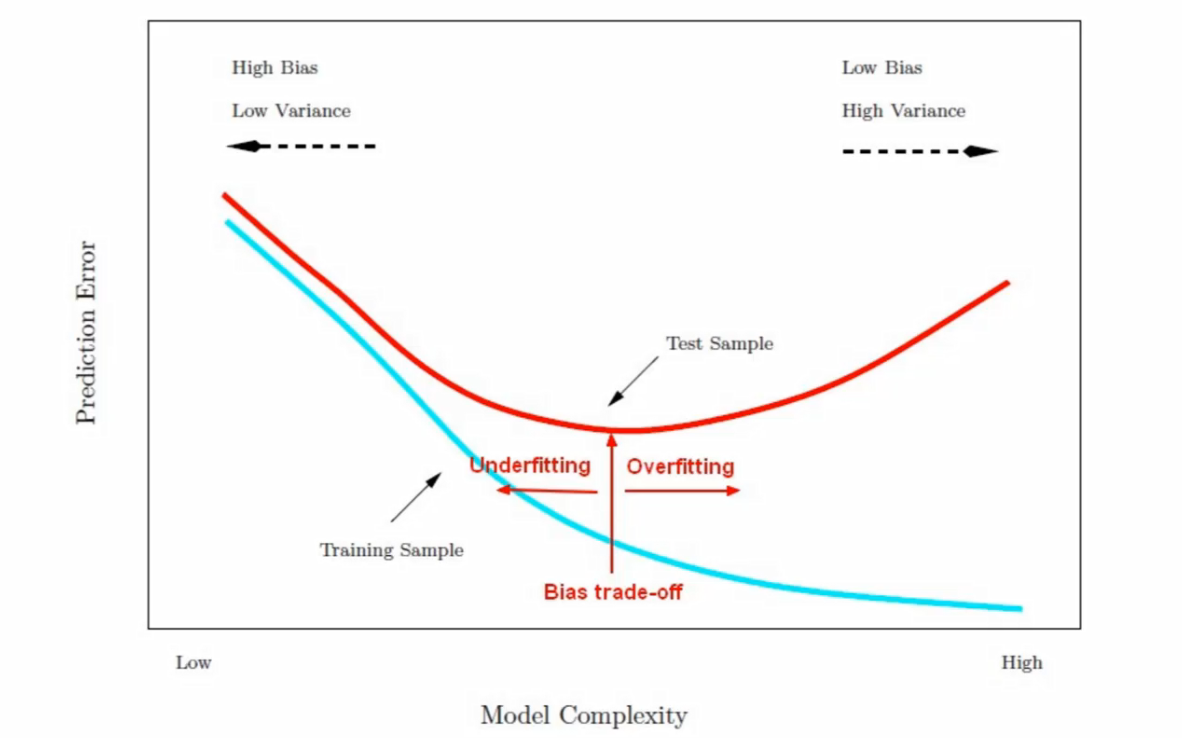 High Bias
Low Variance
Low Bias
High Variance
Prediction Error
Test Sample
Underfitting
Overfitting
Training Sample
Bias trade-off
Low
High
Model Complexity